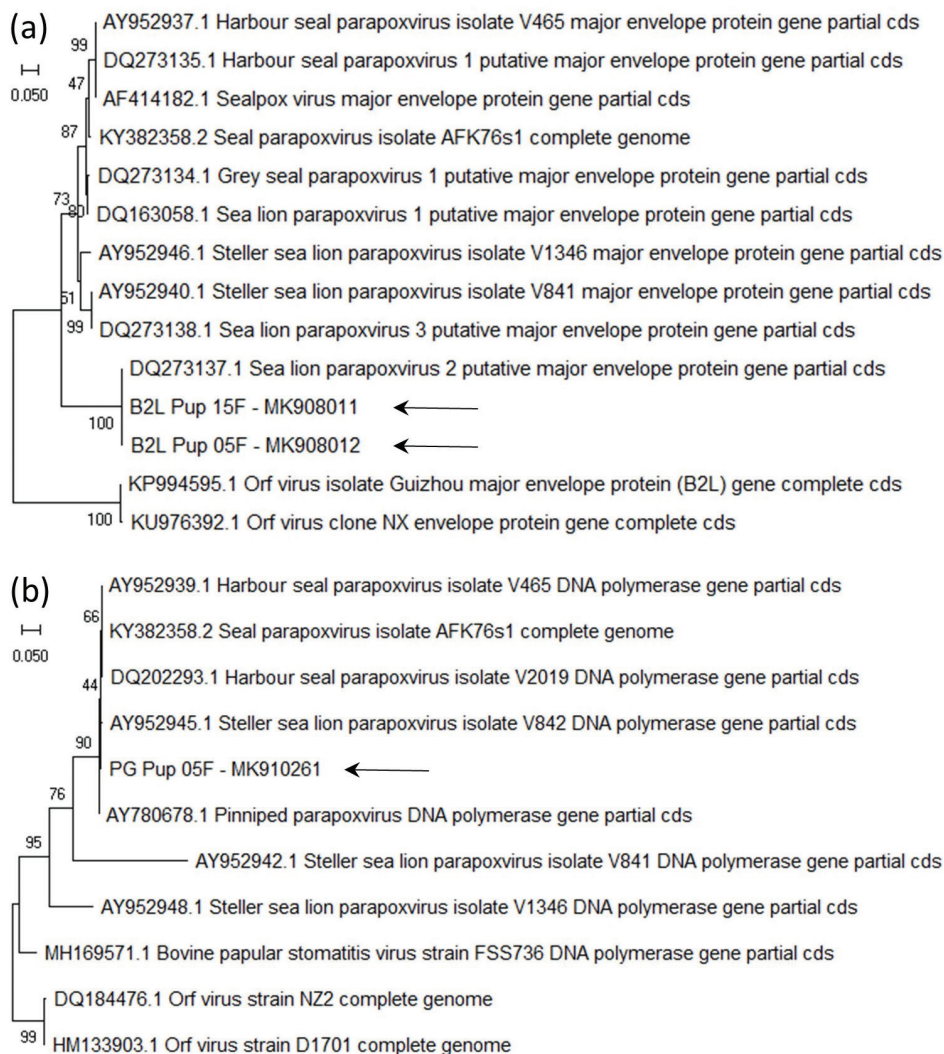 (a)
AY952937.1 Harbour seal parapoxvirus isolate V465 major envelope protein gene partial cds
99
DQ273135.1 Harbour seal parapoxvirus 1 putative major envelope protein gene partial cds
0.050
47
AF414182.1 Sealpox virus major envelope protein gene partial cds
87
KY382358.2 Seal parapoxvirus isolate AFK76s1 complete genome
DQ273134.1 Grey seal parapoxvirus 1 putative major envelope protein gene partial cds
73
80
DQ163058.1 Sea lion parapoxvirus 1 putative major envelope protein gene partial cds
AY952946.1 Steller sea lion parapoxvirus isolate V1346 major envelope protein gene partial cds
51
AY952940.1 Steller sea lion parapoxvirus isolate V841 major envelope protein gene partial cds
99
DQ273138.1 Sea lion parapoxvirus 3 putative major envelope protein gene partial cds
DQ273137.1 Sea lion parapoxvirus 2 putative major envelope protein gene partial cds
B2L Pup 15F - MK908011
100
B2L Pup 05F - MK908012
KP994595.1 Orf virus isolate Guizhou major envelope protein (B2L) gene complete cds
100
KU976392.1 Orf virus clone NX envelope protein gene complete cds
(b)
AY952939.1 Harbour seal parapoxvirus isolate V465 DNA polymerase gene partial cds
66
KY382358.2 Seal parapoxvirus isolate AFK76s1 complete genome
0.050
44
DQ202293.1 Harbour seal parapoxvirus isolate V2019 DNA polymerase gene partial cds
AY952945.1 Steller sea lion parapoxvirus isolate V842 DNA polymerase gene partial cds
90
PG Pup 05F - MK910261
76
AY780678.1 Pinniped parapoxvirus DNA polymerase gene partial cds
95
AY952942.1 Steller sea lion parapoxvirus isolate V841 DNA polymerase gene partial cds
AY952948.1 Steller sea lion parapoxvirus isolate V1346 DNA polymerase gene partial cds
MH169571.1 Bovine papular stomatitis virus strain FSS736 DNA polymerase gene partial cds
DQ184476.1 Orf virus strain NZ2 complete genome
99
HM133903.1 Orf virus strain D1701 complete genome